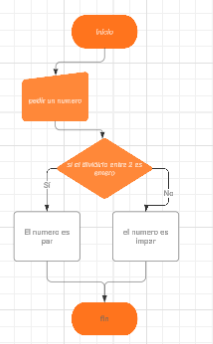 Inicio
pedir un numero
si el dividirlo entre 2 es
Si
No
El numero es
par
el numero es
impar
fin